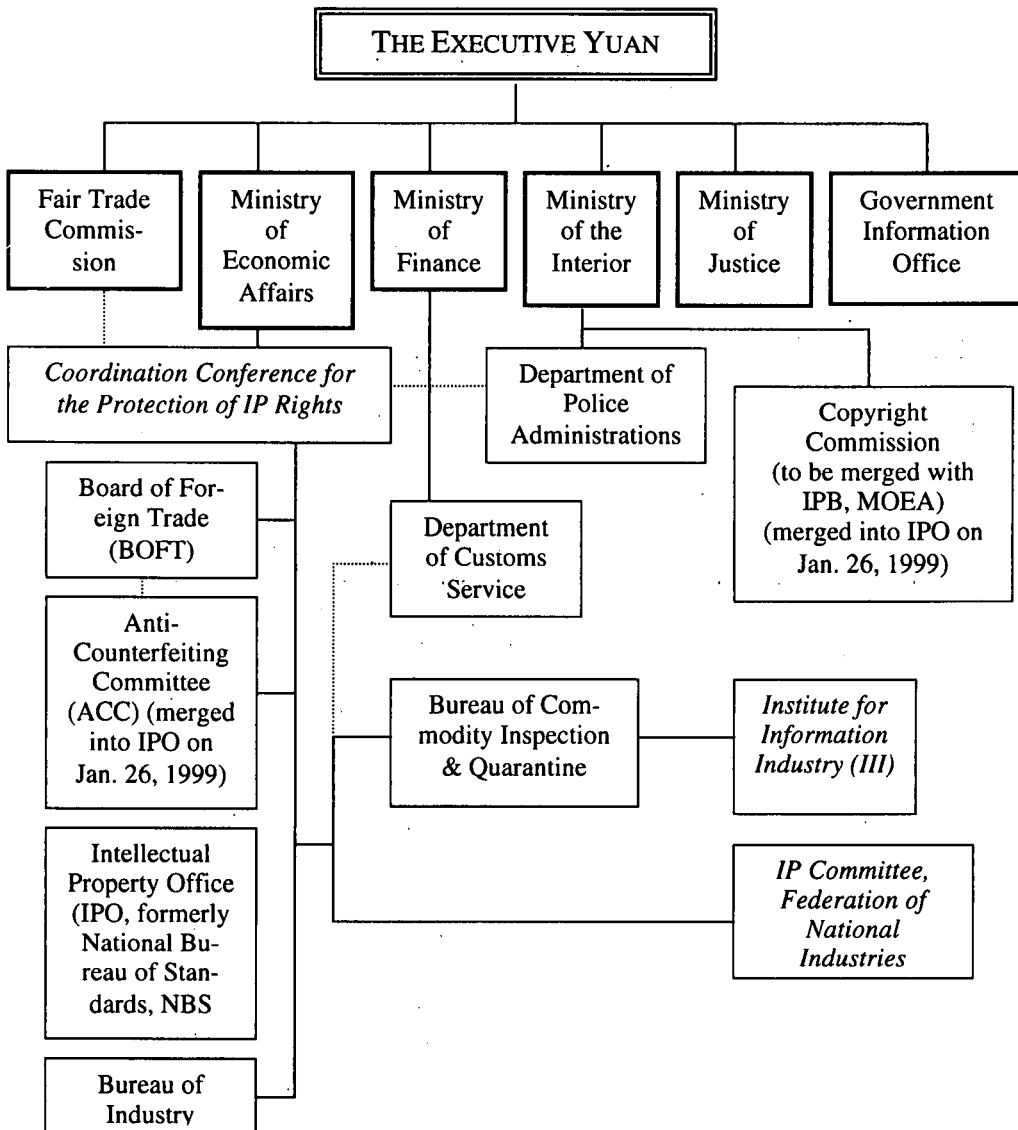 THE EXECUTIVE YUAN
Fair Trade
Commis-
sion
Ministry
of
Economic
Affairs
Ministry
of
Finance
Ministry
of the
Interior
Ministry
of
Justice
Government
Information
Office
Coordination Conference for
the Protection of IP Rights
Department of
Police
Administrations
Copyright
Commission
(to be merged with
IPB, MOEA)
(merged into IPO on
Jan. 26, 1999)
Board of For-
eign Trade
(BOFT)
Department
of Customs
Service
Anti-
Counterfeiting
Committee
(ACC) (merged
into IPO on
Jan. 26, 1999)
Bureau of Com-
modity Inspection
& Quarantine
Institute for
Information
Industry (III)
Intellectual
Property Office
(IPO, formerly
National Bu-
reau of Stan-
dards, NBS
IP Committee,
Federation of
National
Industries
Bureau of
Industry